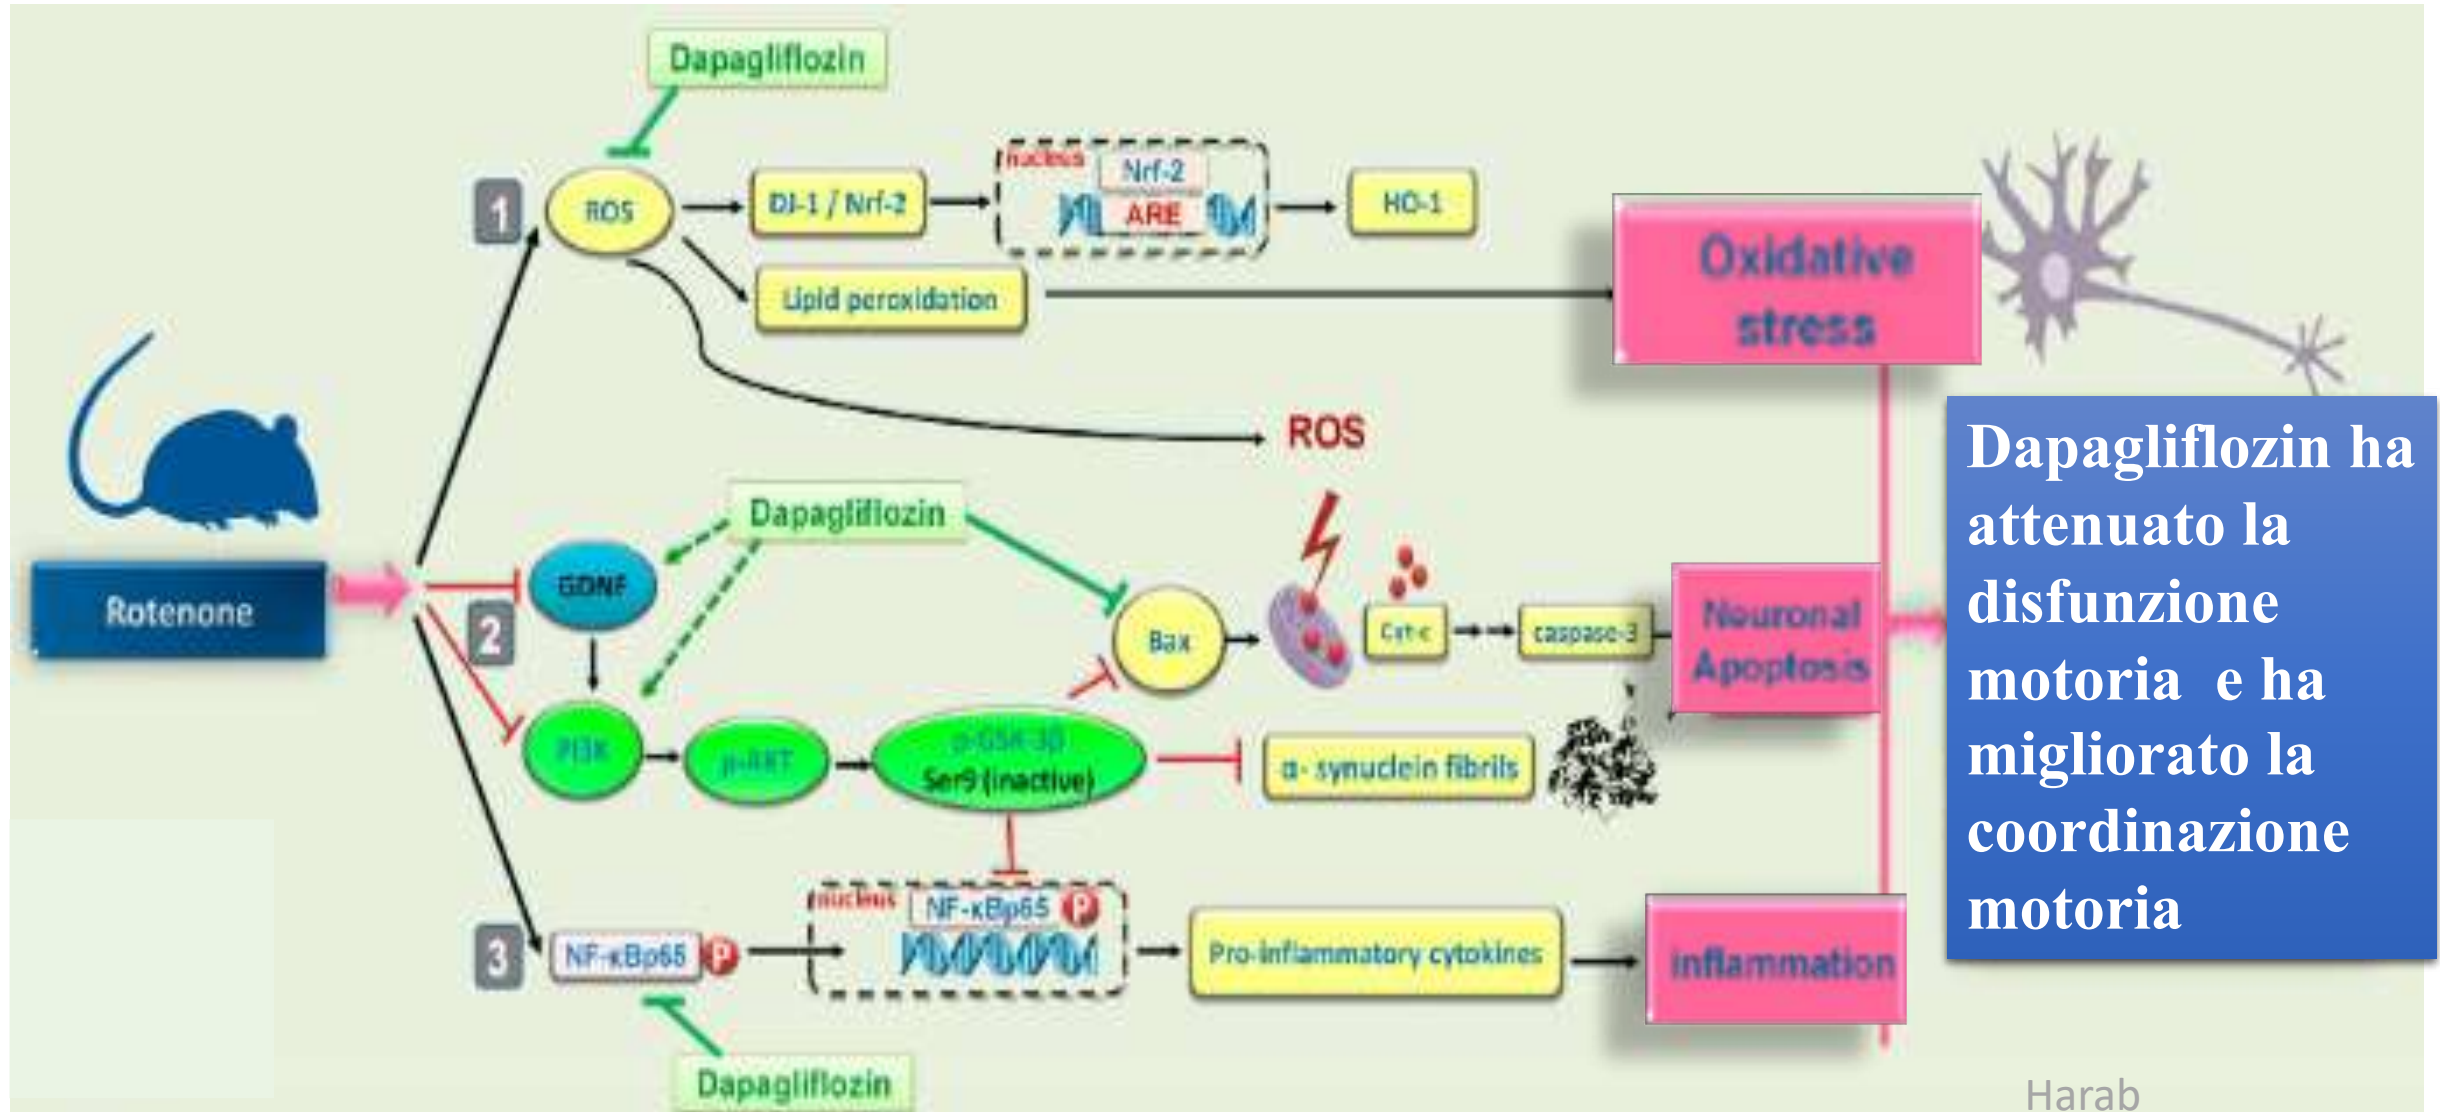 Dapagliflozin
1
ROS
DJ-1 / Nrf-2
nucleus
Nrf-2
ARE
HO-1
Lipid peroxidation
Oxidative
stress
ROS
Dapagliflozin
Rotenone
2
GDNF
Bax
Cyt-c
caspase-3
Neuronal
Apoptosis
PI3K
p-AKT
p-GSK-3β
Ser9 (inactive)
α- synuclein fibrils
3
NF-κBp65 P
nucleus
NF-κBp65 P
Pro-inflammatory cytokines
inflammation
Dapagliflozin
Dapagliflozin ha
attenuato la
disfunzione
motoria e ha
migliorato la
coordinazione
motoria
Harab